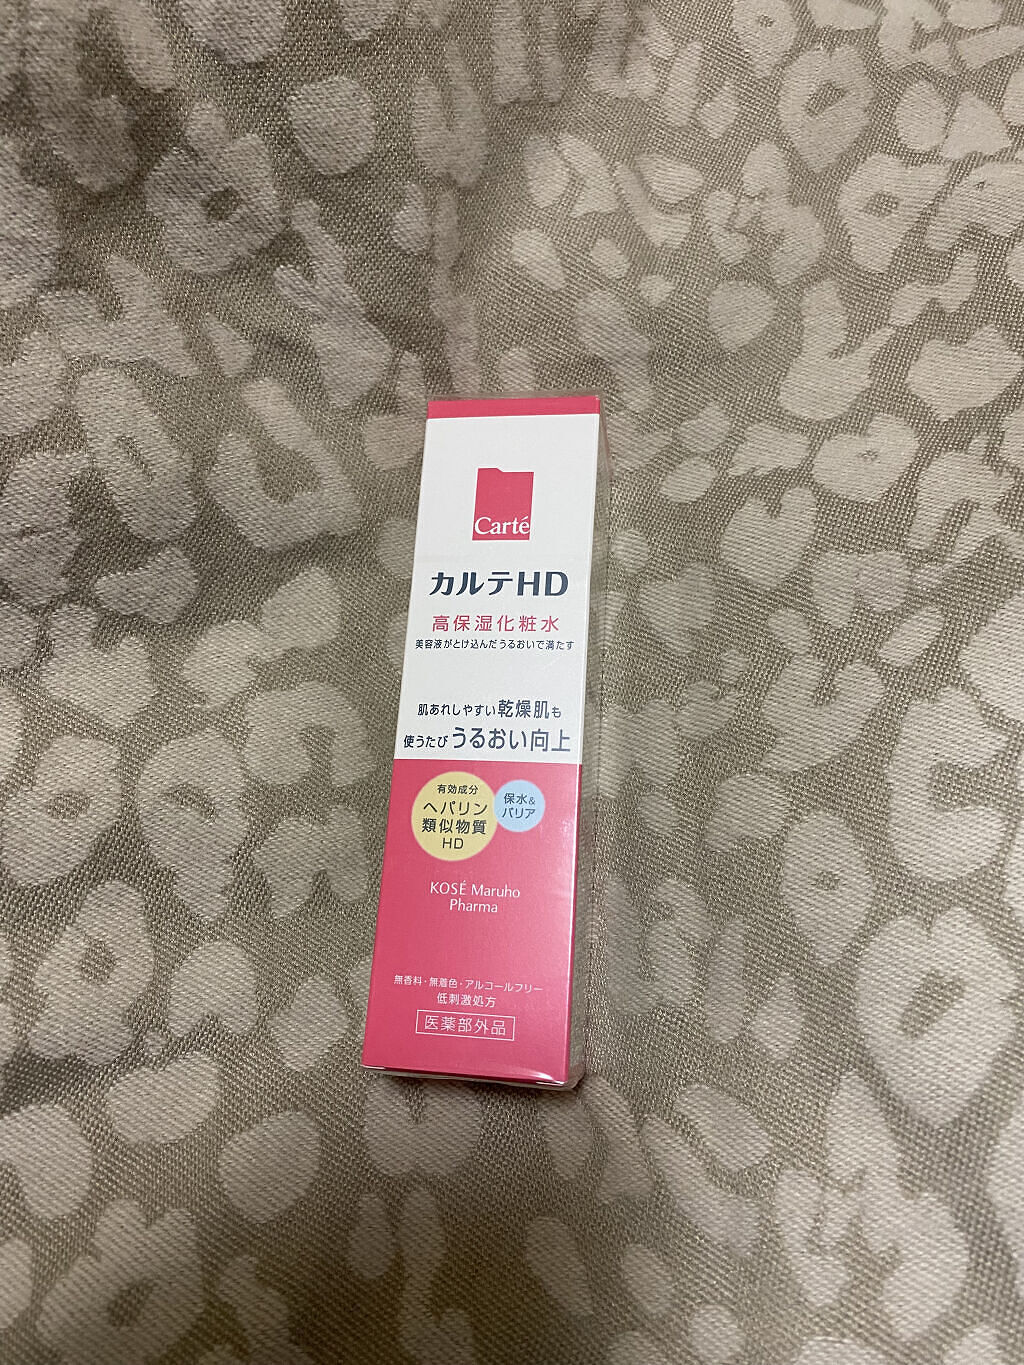 Carté
カルテHD
高保湿化粧水
美容液がとけ込んだうるおいで満たす
肌あれしやすい乾燥肌も
使うたびうるおい向上
有効成分
ヘパリン
類似物質
HD
保水&
バリア
KOSÉ Maruho
Pharma
無香料・無着色・アルコールフリー
低刺激処方
医薬部外品